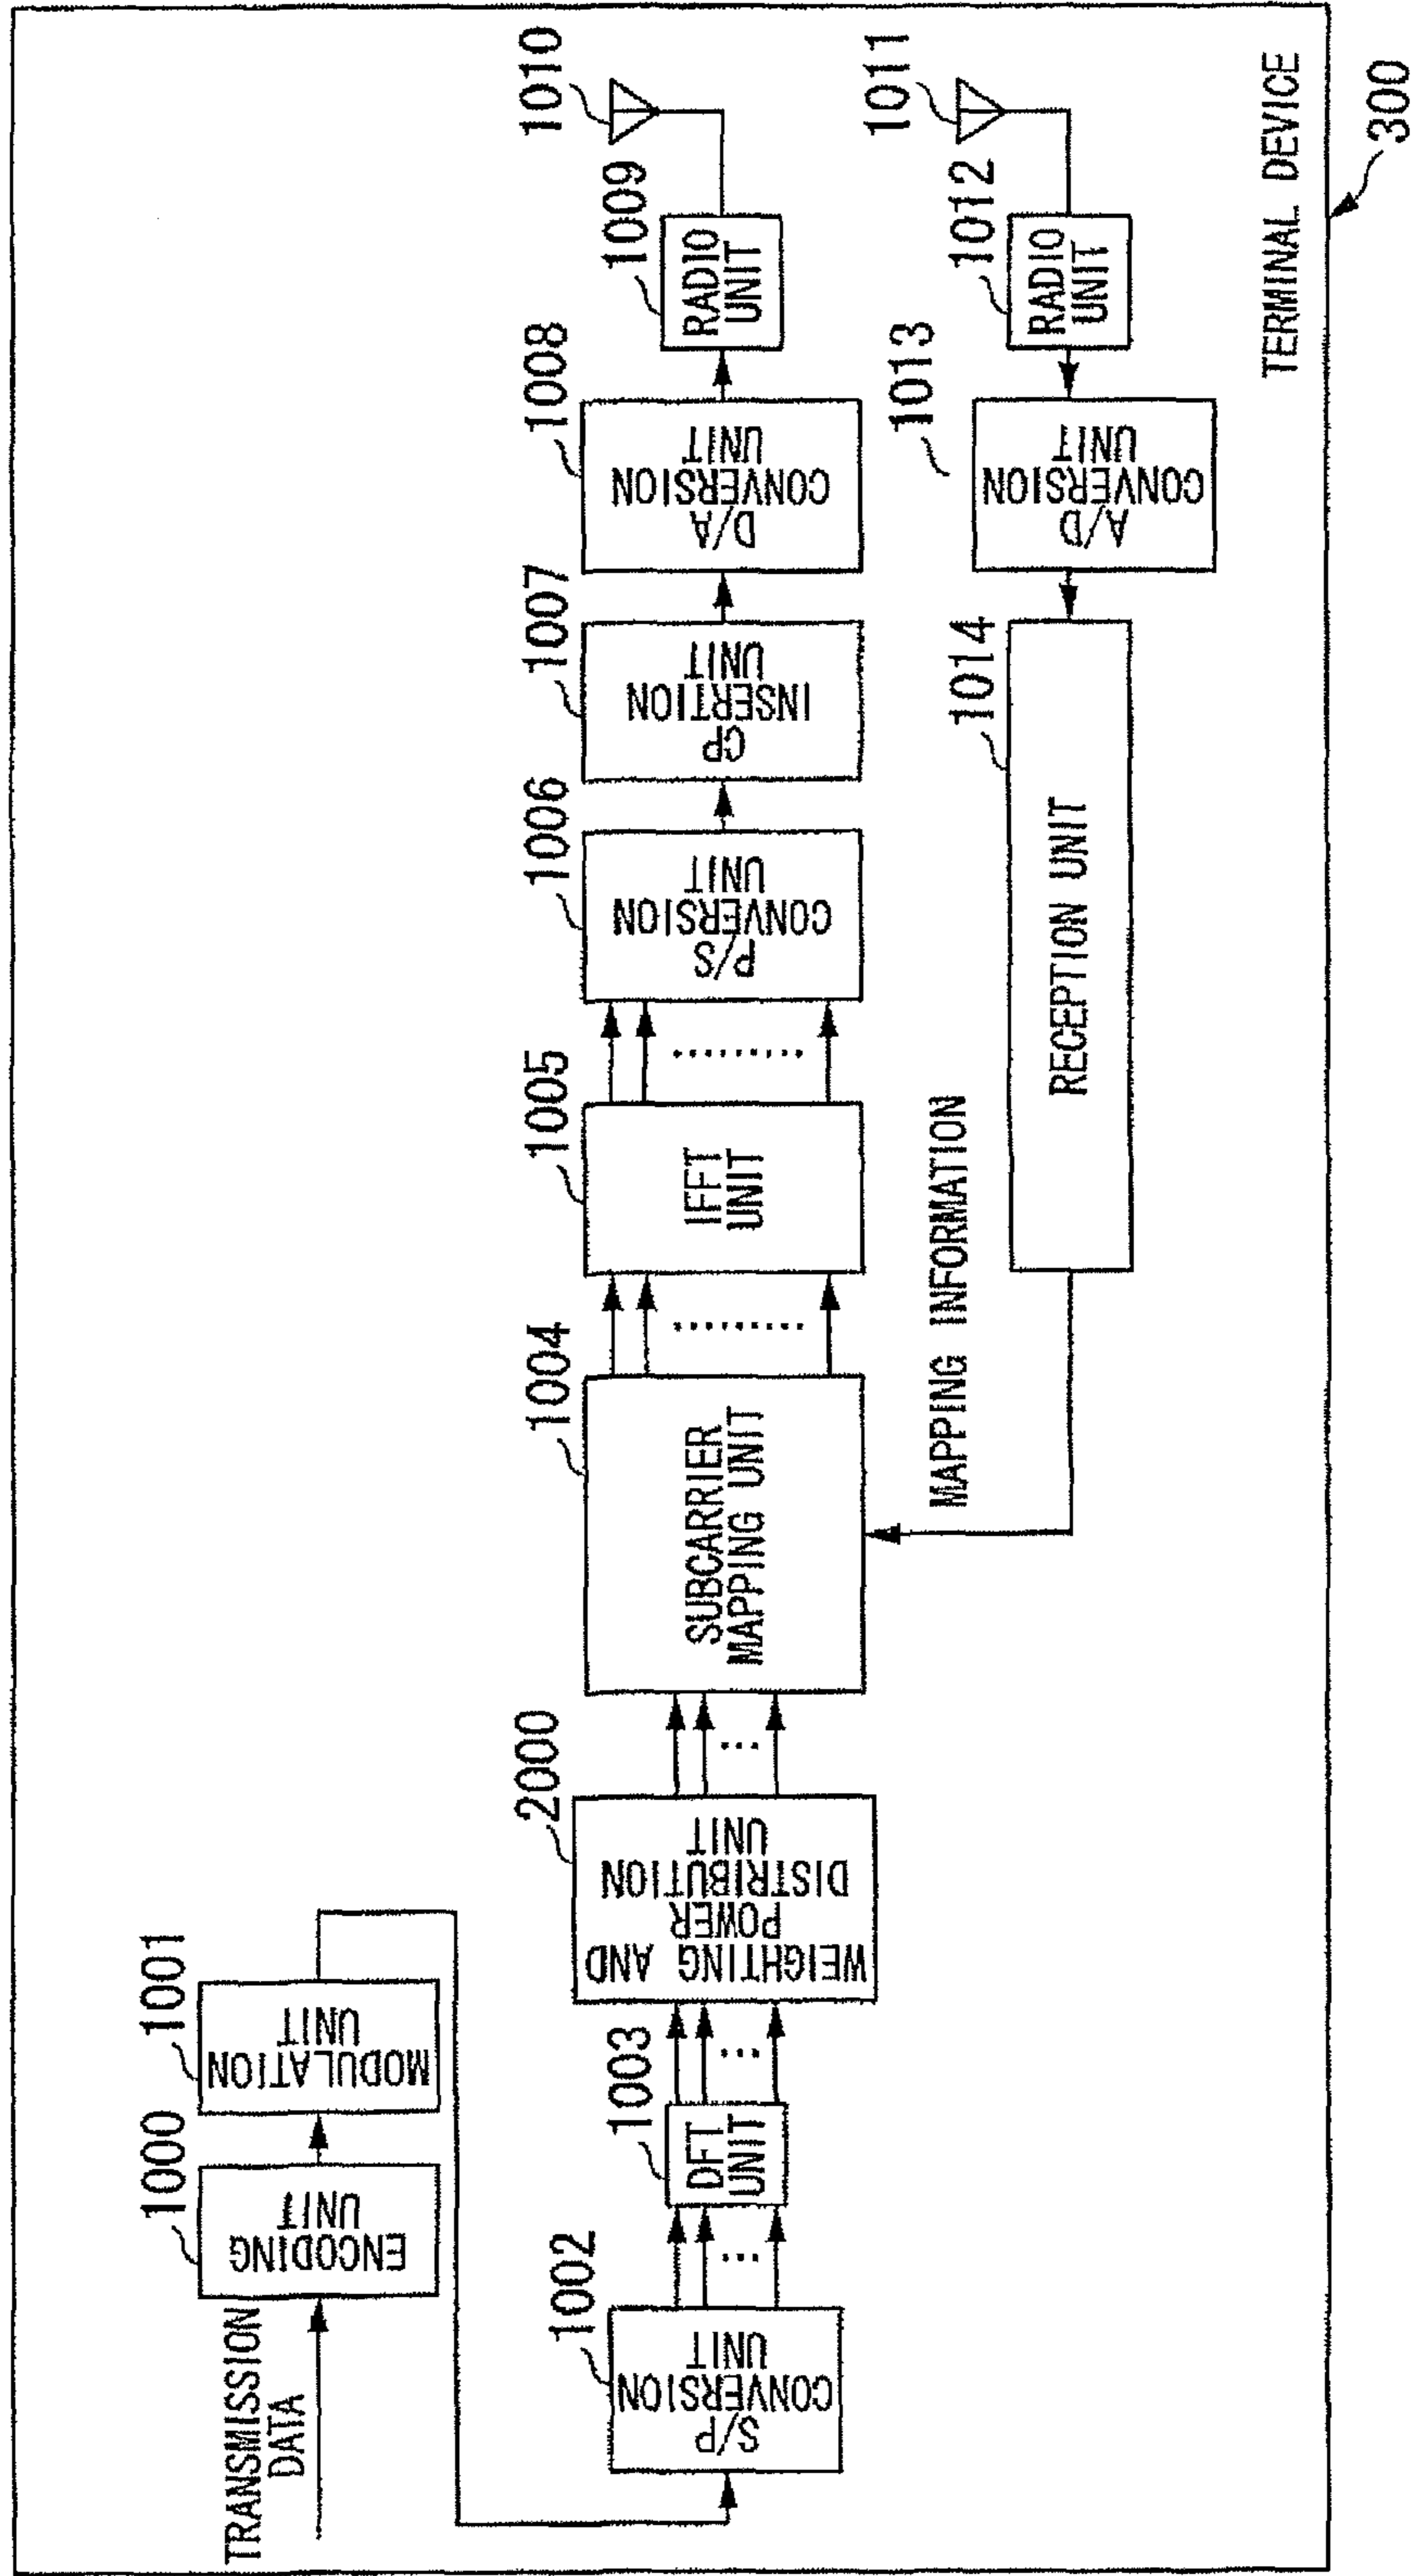 TRANSMISSION
DATA
1000
ENCODING
UNIT
1001
MODULATION
UNIT
1002
S/P
CONVERSION
UNIT
1003
DFT
UNIT
2000
WEIGHTING AND
POWER
DISTRIBUTION
UNIT
1004
SUBCARRIER
MAPPING UNIT
1005
IFFT
UNIT
1006
P/S
CONVERSION
UNIT
1007
CP
INSERTION
UNIT
1008
D/A
CONVERSION
UNIT
1009
RADIO
UNIT
1010
MAPPING INFORMATION
1014
RECEPTION UNIT
1013
A/D
CONVERSION
UNIT
1012
RADIO
UNIT
1011
TERMINAL DEVICE
300